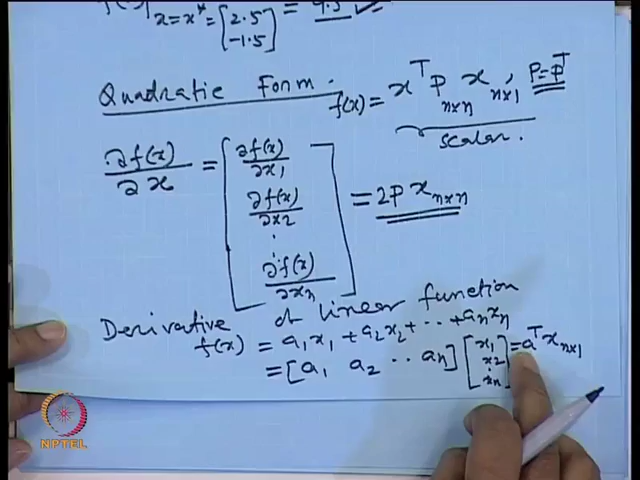 f(x)|x=x* = [2.5 -1.5] = 9.5 ✓
Quadratic Form. f(x) = x^T P_{n×n} x_{n×1}, P=P^T
scalar.
∂f(x)/∂x = [∂f(x)/∂x1 ∂f(x)/∂x2 ⋮ ∂f(x)/∂xn] = 2P x_{n×n}
Derivative of linear function
f(x) = a1x1 + a2x2 + ··· + anxn
= [a1 a2 ·· an] [x1 x2 : xn] = a^T x_{n×1}
NPTEL